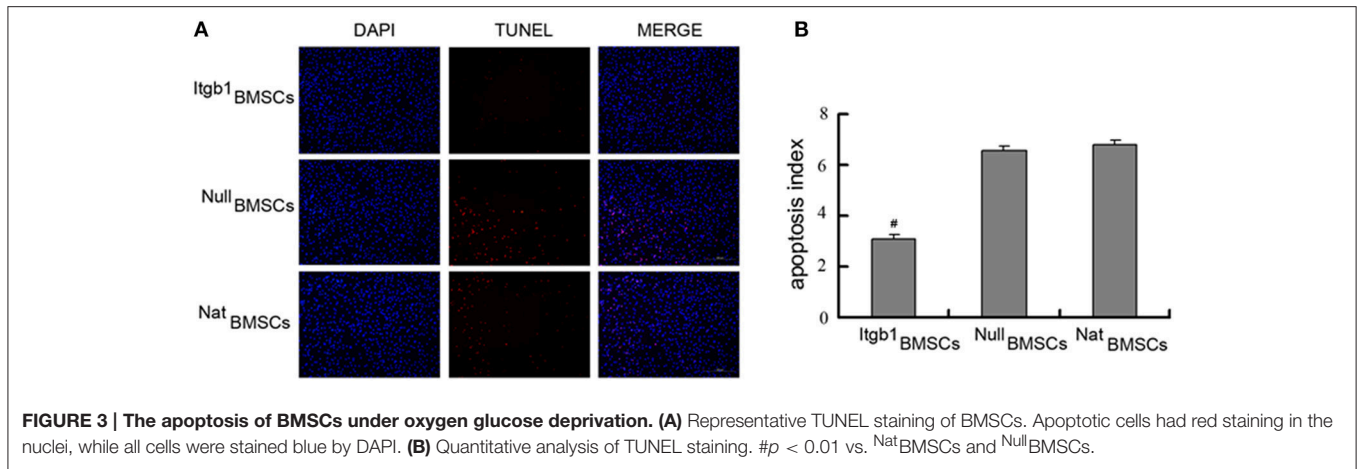 A
DAPI TUNEL MERGE
Itgb1BMSCs
NullBMSCs
NatBMSCs
B
8
6
4
2
0
apoptosis index
#
Itgb1BMSCs NullBMSCs NatBMSCs
FIGURE 3 | The apoptosis of BMSCs under oxygen glucose deprivation. (A) Representative TUNEL staining of BMSCs. Apoptotic cells had red staining in the
nuclei, while all cells were stained blue by DAPI. (B) Quantitative analysis of TUNEL staining. #p < 0.01 vs. NatBMSCs and NullBMSCs.